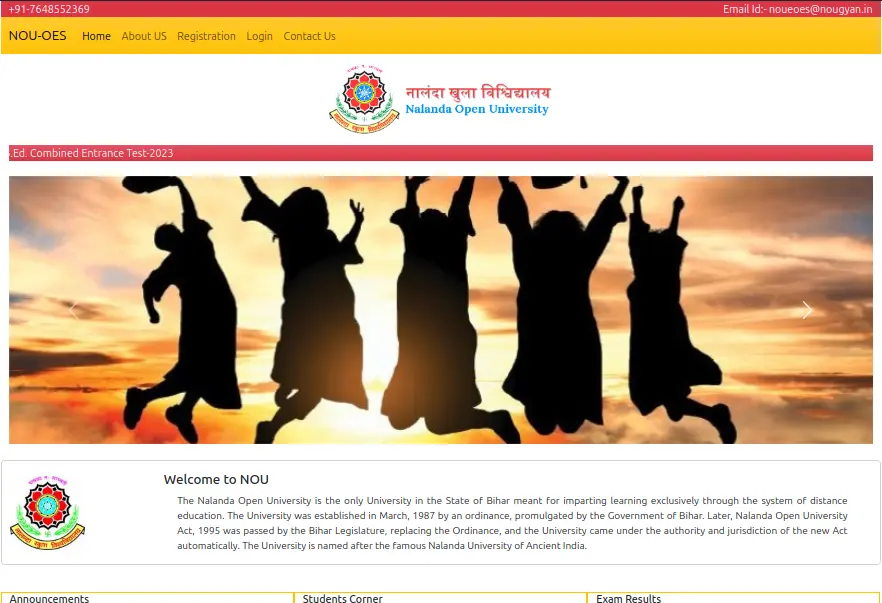 +91-7648552369 Email Id:- noueoes@nougyan.in
NOU-OES Home About US Registration Login Contact Us
नालंदा खुला विश्विद्यालय
Nalanda Open University
.Ed. Combined Entrance Test-2023
Welcome to NOU
The Nalanda Open University is the only University in the State of Bihar meant for imparting learning exclusively through the system of distance
education. The University was established in March, 1987 by an ordinance, promulgated by the Government of Bihar. Later, Nalanda Open University
Act, 1995 was passed by the Bihar Legislature, replacing the Ordinance, and the University came under the authority and jurisdiction of the new Act
automatically. The University is named after the famous Nalanda University of Ancient India.
Announcements Students Corner Exam Results